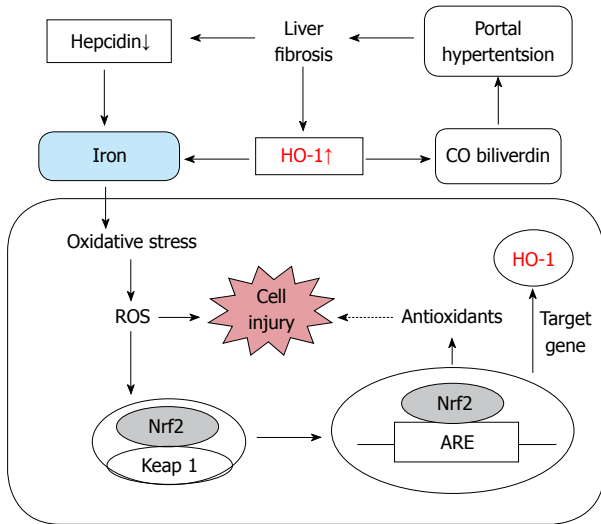 Hepcidin↓
Liver
fibrosis
Portal
hypertentsion
Iron
HO-1↑
CO biliverdin
Oxidative stress
HO-1
ROS
Cell
injury
Antioxidants
Target
gene
Nrf2
Keap 1
Nrf2
ARE